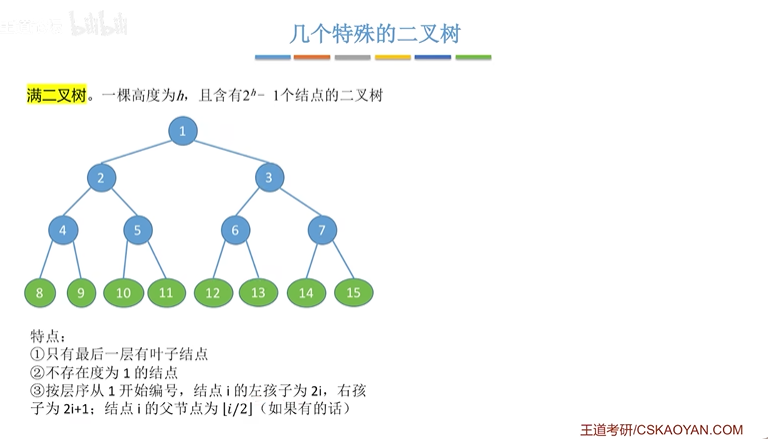 几个特殊的二叉树
满二叉树。一棵高度为h，且含有2ʰ - 1个结点的二叉树
1
2 3
4 5 6 7
8 9 10 11 12 13 14 15
特点：
①只有最后一层有叶子结点
②不存在度为 1 的结点
③按层序从 1 开始编号，结点 i 的左孩子为 2i，右孩
子为 2i+1；结点 i 的父节点为 ⌊i/2⌋（如果有的话）
王道考研/CSKAOYAN.COM